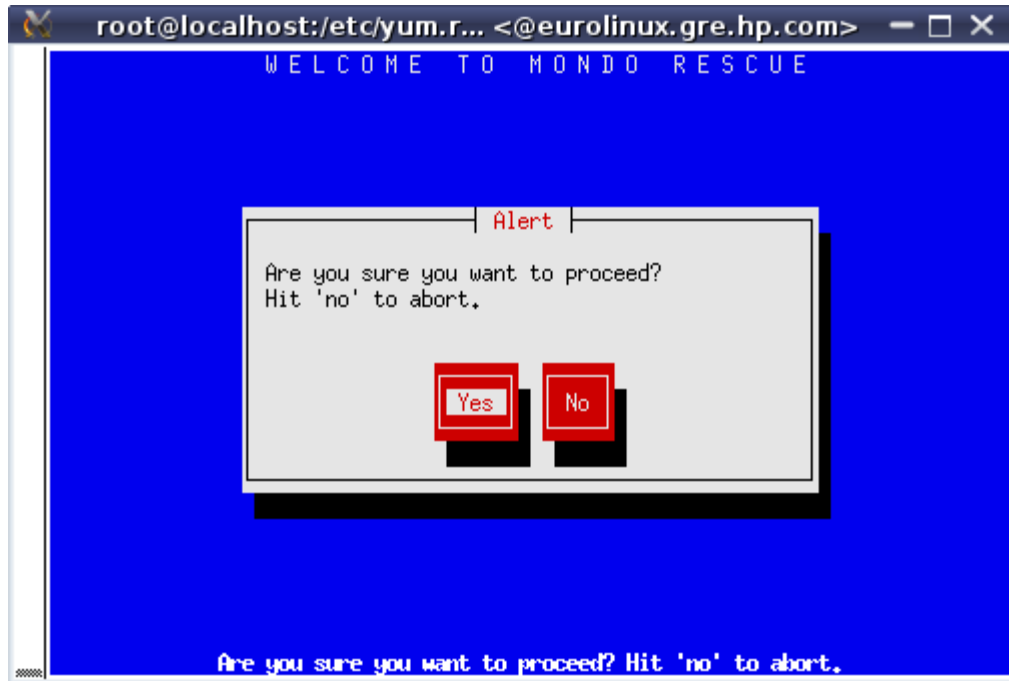 root@localhost:/etc/yum.r... <@eurolinux.gre.hp.com>
WELCOME TO MONDO RESCUE
Alert
Are you sure you want to proceed?
Hit 'no' to abort.
Yes No
Are you sure you want to proceed? Hit 'no' to abort.